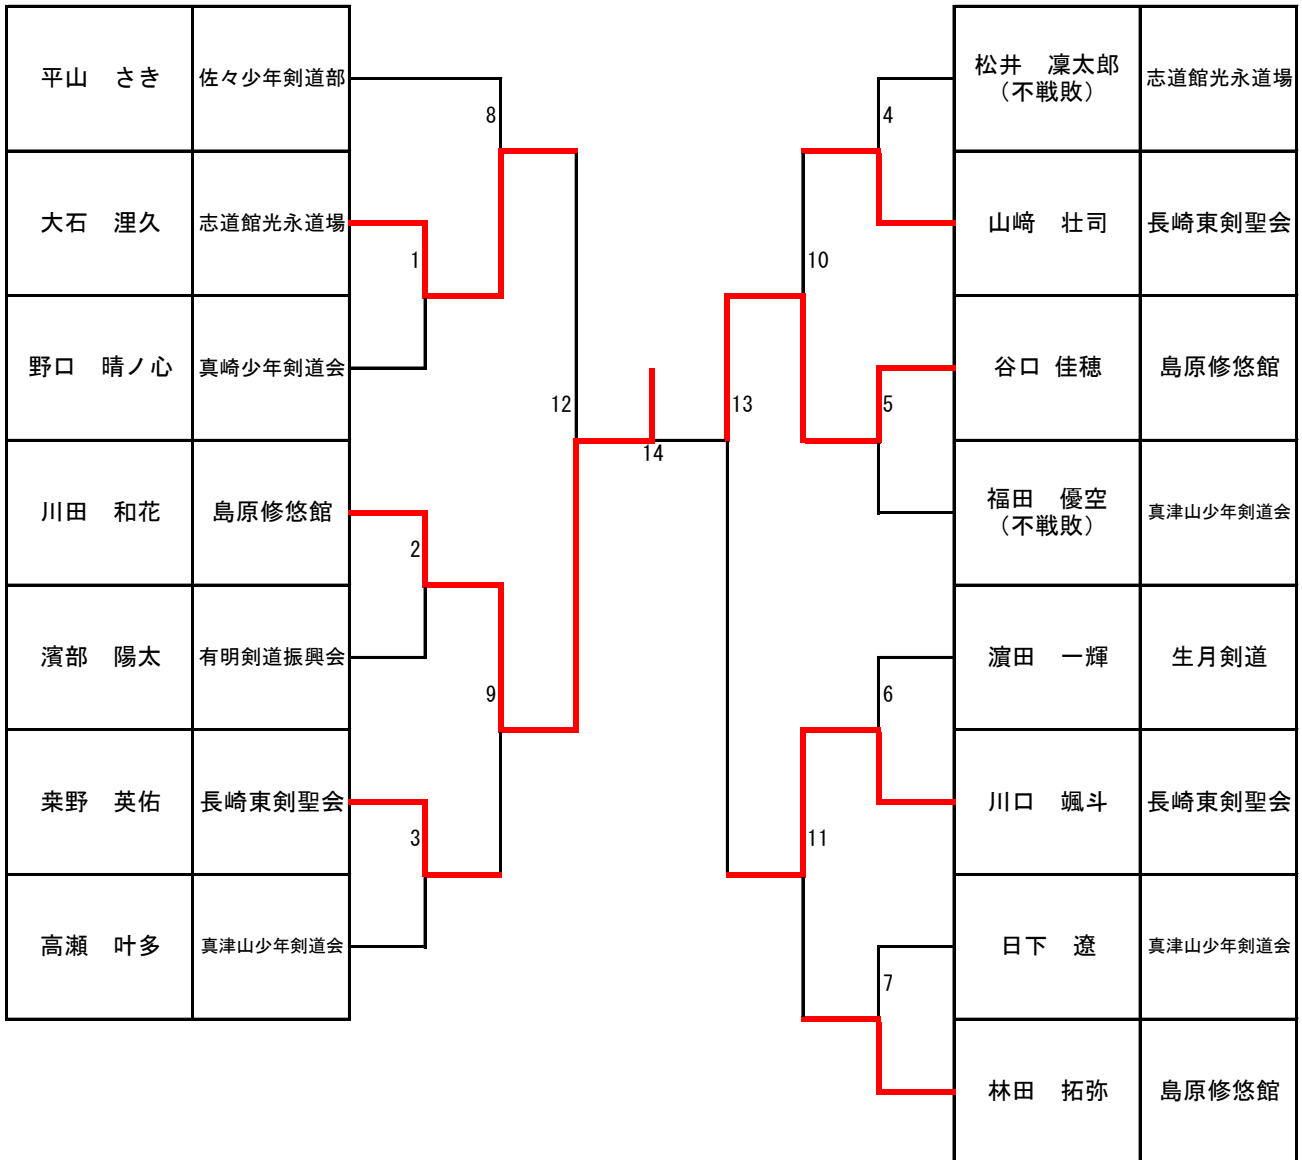 平山　さき　佐々少年剣道部
8
大石　浬久　志道館光永道場
1
野口　晴ノ心　真崎少年剣道会
12
川田　和花　島原修悠館
2
濱部　陽太　有明剣道振興会
9
桒野　英佑　長崎東剣聖会
3
高瀬　叶多　真津山少年剣道会
14
松井　凜太郎
（不戦敗）
志道館光永道場
4
山﨑　壮司　長崎東剣聖会
10
谷口 佳穂　島原修悠館
13
5
福田　優空
（不戦敗）
真津山少年剣道会
濵田　一輝　生月剣道
6
川口　颯斗　長崎東剣聖会
11
日下　遼　真津山少年剣道会
7
林田　拓弥　島原修悠館